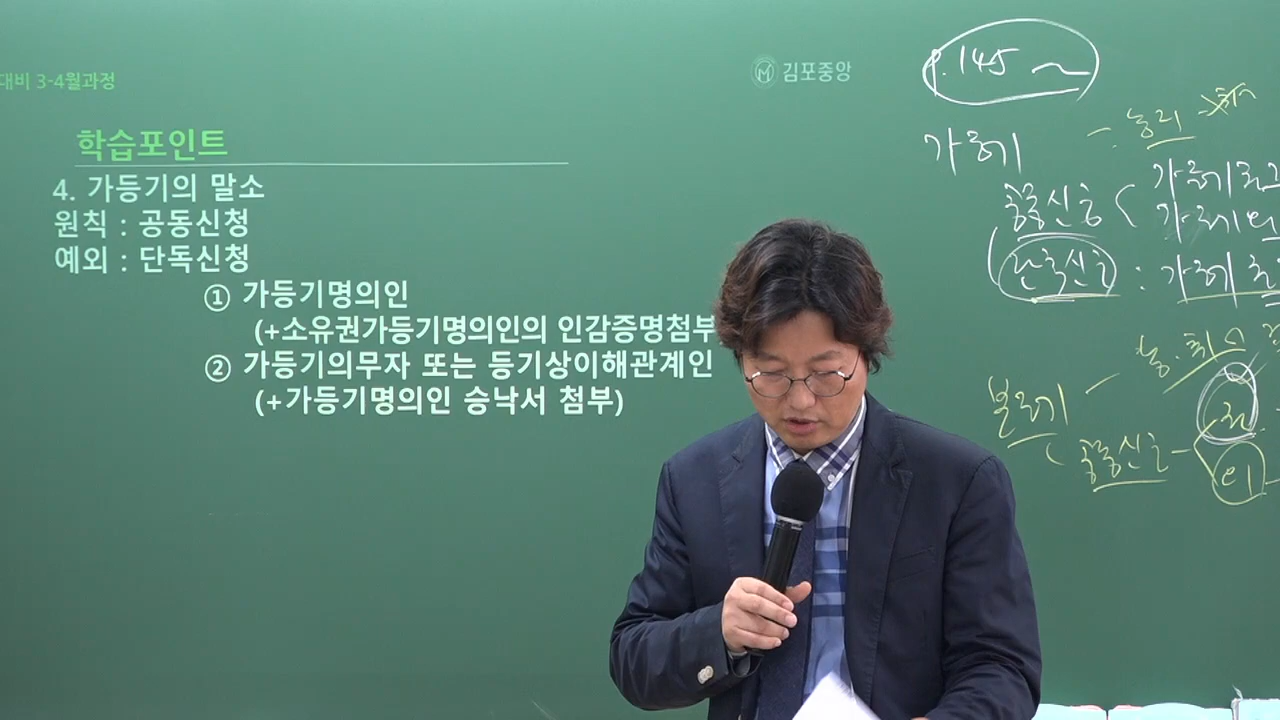 대비 3-4월과정
김포중앙
학습포인트
4. 가등기의 말소
원칙 : 공동신청
예외 : 단독신청
① 가등기명의인
(+소유권가등기명의인의 인감증명첨부
② 가등기의무자 또는 등기상이해관계인
(+가등기명의인 승낙서 첨부)
p.145 ~
가등기
공동신청
단독신청 :
본등기
공동신청